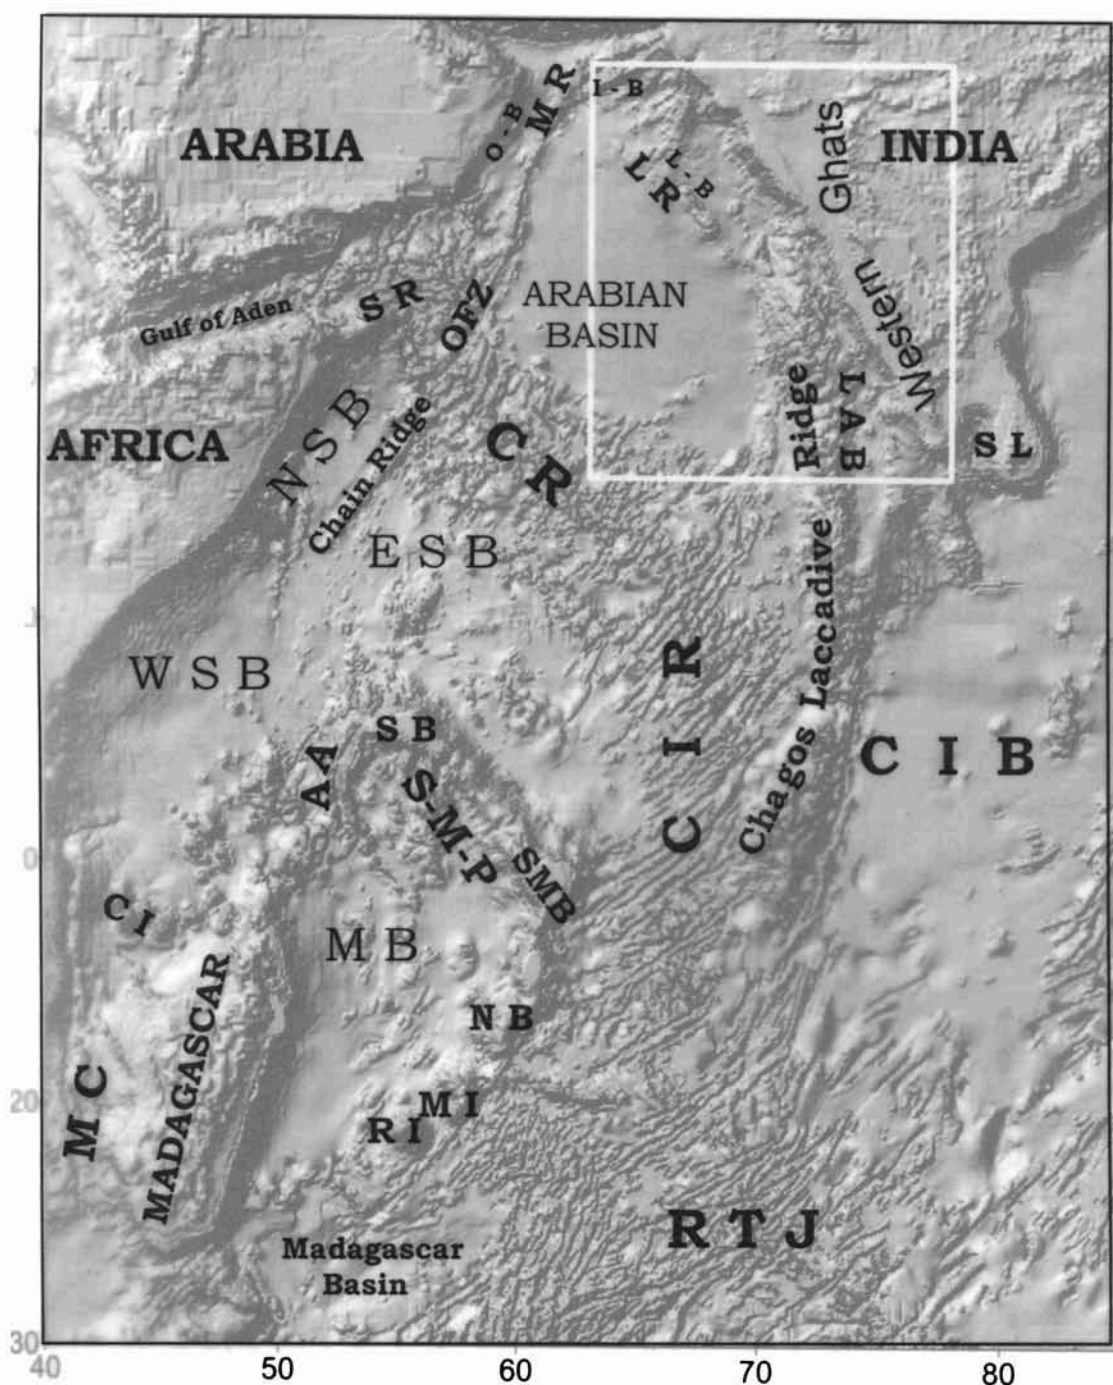 M R
I - B
O - B
ARABIA
Ghats
INDIA
L - B
L R
Western
ARABIAN
BASIN
S R
Gulf of Aden
OFZ
Ridge
L A B
AFRICA
N S B
Chain Ridge
C R
S L
E S B
Chagos Laccadive
W S B
C I R
S B
A A
S-M-P
C I B
SMB
0
C I
M B
MADAGASCAR
N B
M C
20
M I
R I
R T J
Madagascar
Basin
30
40
50
60
70
80